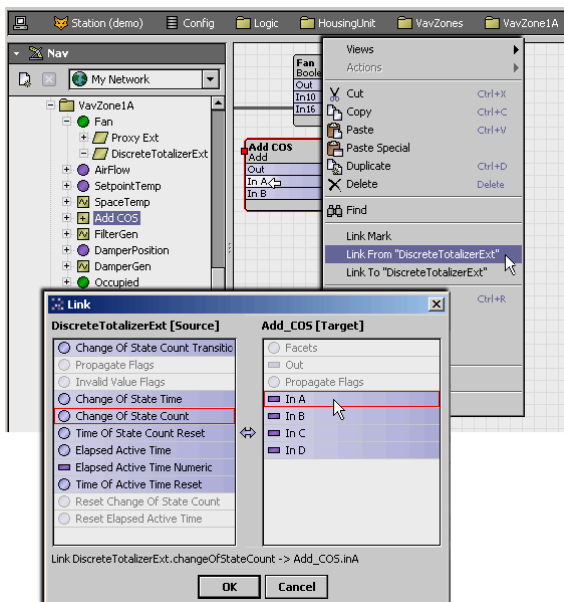 Station (demo) Config Logic HousingUnit VavZones VavZone1A
Nav
My Network
VavZone1A
Fan
Proxy Ext
DiscreteTotalizerExt
AirFlow
SetpointTemp
SpaceTemp
Add COS
FilterGen
DamperPosition
DamperGen
Occupied
Fan
Boole
Out
In10
In16
Add COS
Add
Out
In A
In B
Views
Actions
Cut Ctrl+X
Copy Ctrl+C
Paste Ctrl+V
Paste Special
Duplicate Ctrl+D
Delete Delete
Find
Link Mark
Link From "DiscreteTotalizerExt"
Link To "DiscreteTotalizerExt"
Ctrl+R
Link
DiscreteTotalizerExt [Source]
Change Of State Count Transitio
Propagate Flags
Invalid Value Flags
Change Of State Time
Change Of State Count
Time Of State Count Reset
Elapsed Active Time
Elapsed Active Time Numeric
Time Of Active Time Reset
Reset Change Of State Count
Reset Elapsed Active Time
Add_COS [Target]
Facets
Out
Propagate Flags
In A
In B
In C
In D
Link DiscreteTotalizerExt.changeOfStateCount -> Add_COS.inA
OK Cancel